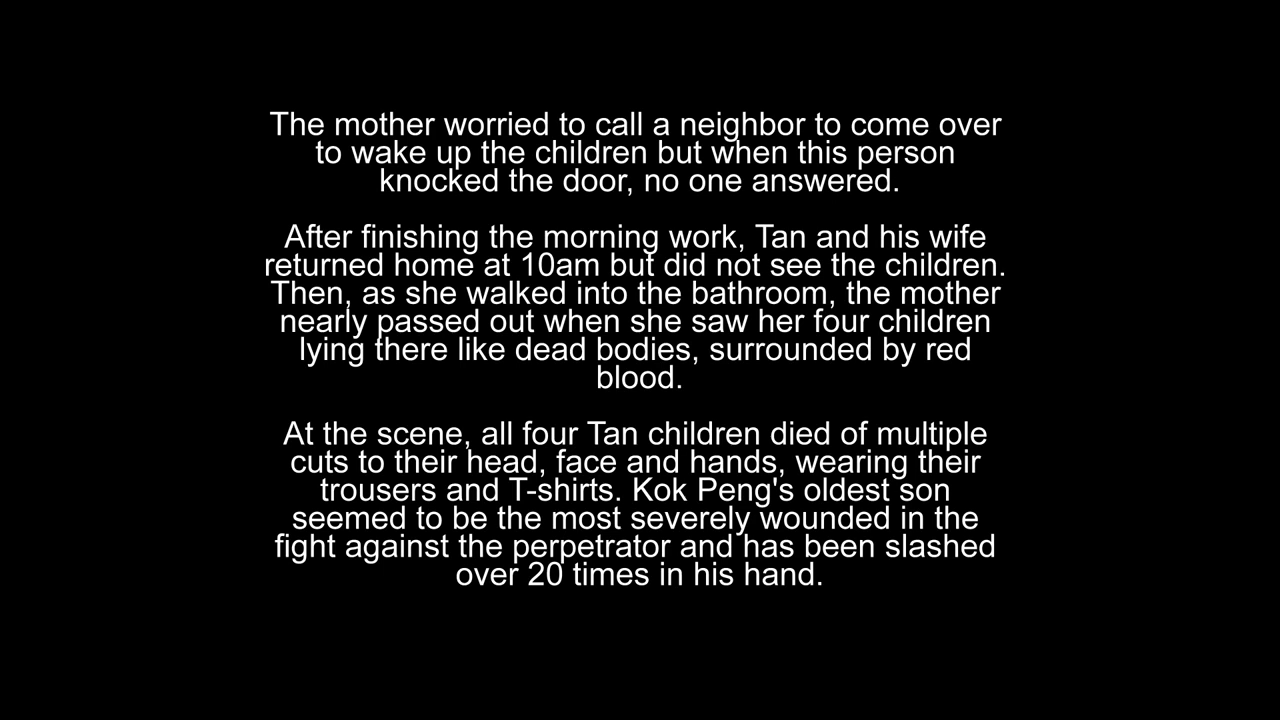 The mother worried to call a neighbor to come over
to wake up the children but when this person
knocked the door, no one answered.
After finishing the morning work, Tan and his wife
returned home at 10am but did not see the children.
Then, as she walked into the bathroom, the mother
nearly passed out when she saw her four children
lying there like dead bodies, surrounded by red
blood.
At the scene, all four Tan children died of multiple
cuts to their head, face and hands, wearing their
trousers and T-shirts. Kok Peng's oldest son
seemed to be the most severely wounded in the
fight against the perpetrator and has been slashed
over 20 times in his hand.